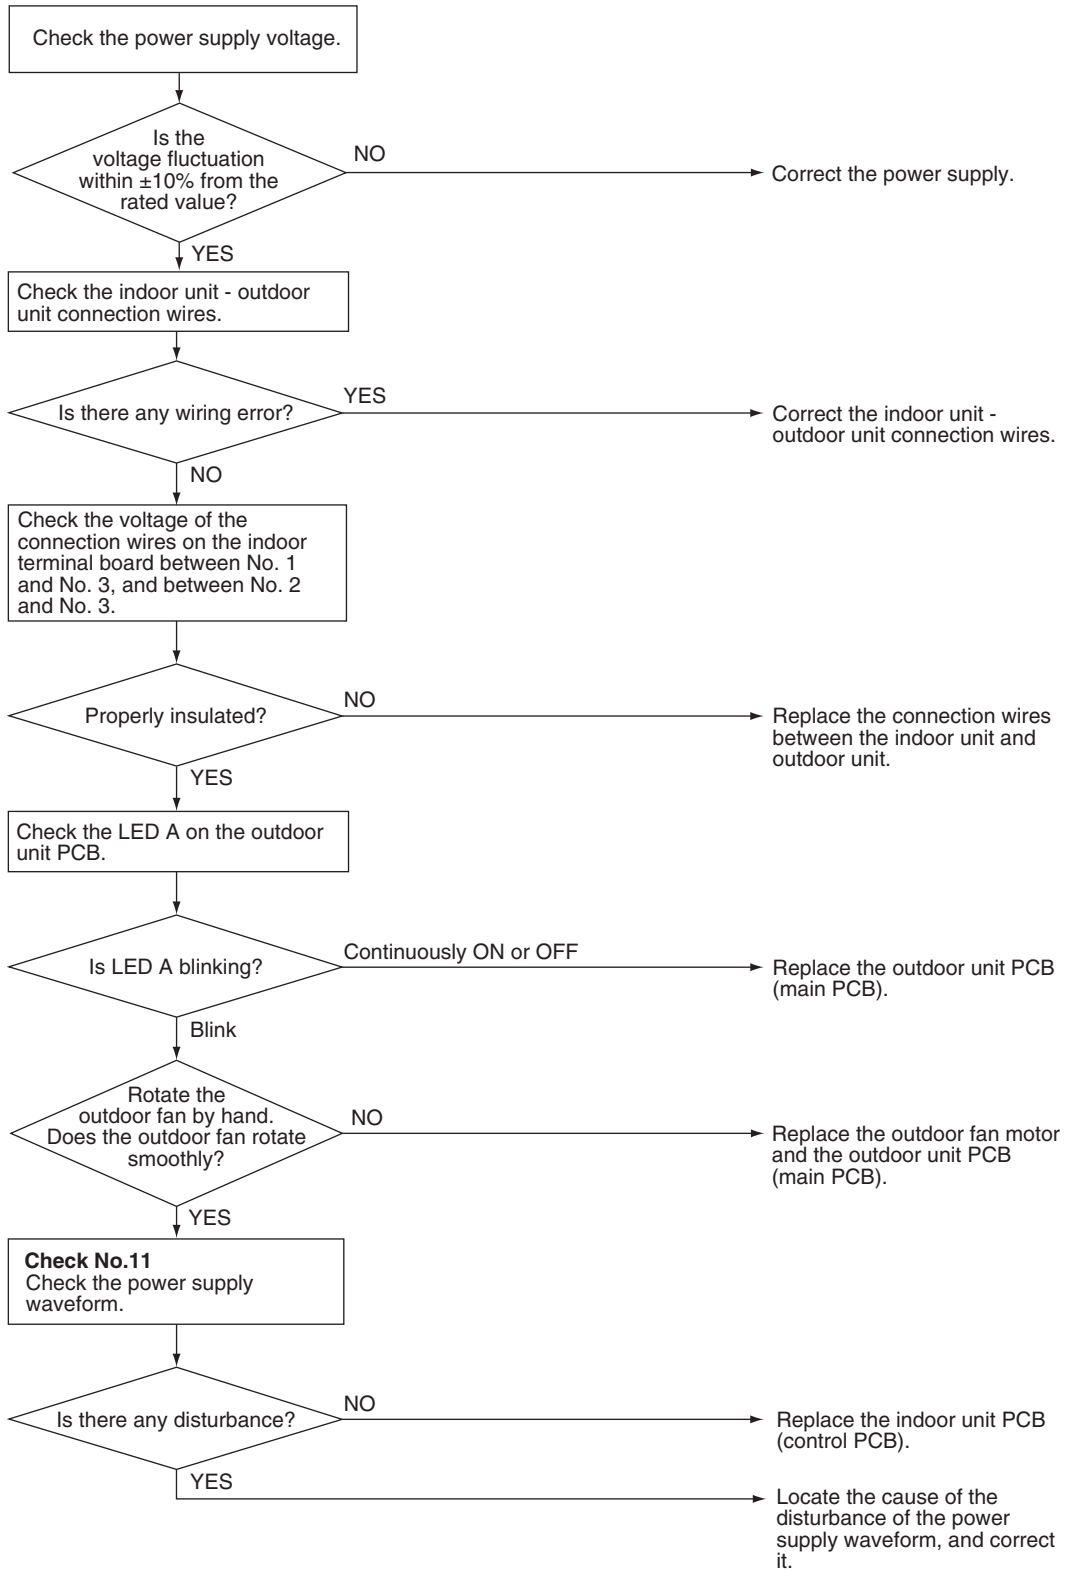 Check the power supply voltage.
Is the
voltage fluctuation
within ±10% from the
rated value?
NO
Correct the power supply.
YES
Check the indoor unit - outdoor
unit connection wires.
Is there any wiring error?
YES
Correct the indoor unit -
outdoor unit connection wires.
NO
Check the voltage of the
connection wires on the indoor
terminal board between No. 1
and No. 3, and between No. 2
and No. 3.
Properly insulated?
NO
Replace the connection wires
between the indoor unit and
outdoor unit.
YES
Check the LED A on the outdoor
unit PCB.
Is LED A blinking?
Continuously ON or OFF
Replace the outdoor unit PCB
(main PCB).
Blink
Rotate the
outdoor fan by hand.
Does the outdoor fan rotate
smoothly?
NO
Replace the outdoor fan motor
and the outdoor unit PCB
(main PCB).
YES
Check No.11
Check the power supply
waveform.
Is there any disturbance?
NO
Replace the indoor unit PCB
(control PCB).
YES
Locate the cause of the
disturbance of the power
supply waveform, and correct
it.